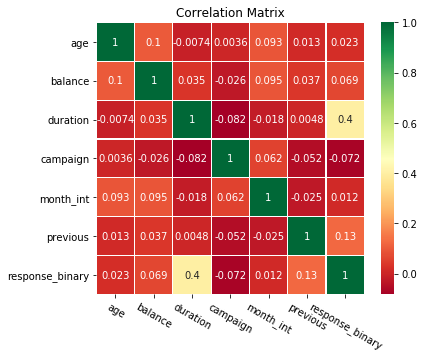 Correlation Matrix
age 1 0.1 -0.0074 0.0036 0.093 0.013 0.023
balance 0.1 1 0.035 -0.026 0.095 0.037 0.069
duration -0.0074 0.035 1 -0.082 -0.018 0.0048 0.4
campaign 0.0036 -0.026 -0.082 1 0.062 -0.052 -0.072
month_int 0.093 0.095 -0.018 0.062 1 -0.025 0.012
previous 0.013 0.037 0.0048 -0.052 -0.025 1 0.13
response_binary 0.023 0.069 0.4 -0.072 0.012 0.13 1
age balance duration campaign month_int previous response_binary
1.0
0.8
0.6
0.4
0.2
0.0